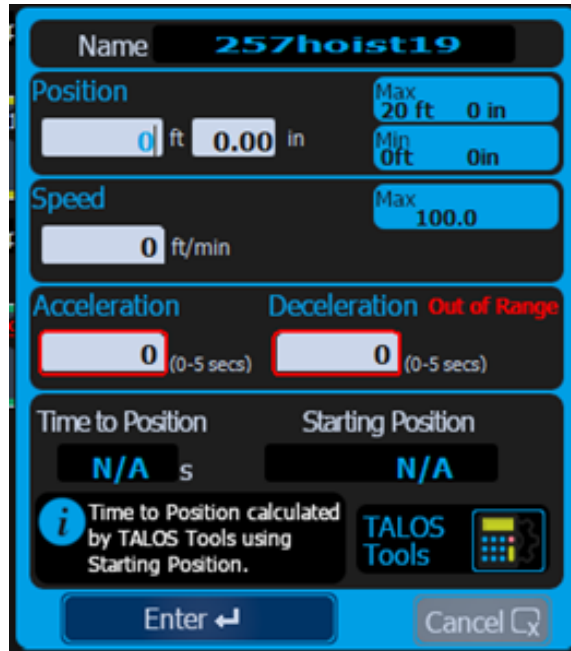 Name 257hoist19
Position
Max
20 ft 0 in
0 ft 0.00 in
Min
0ft 0in
Speed
Max
100.0
0 ft/min
Acceleration Deceleration Out of Range
0 (0-5 secs) 0 (0-5 secs)
Time to Position Starting Position
N/A s N/A
i Time to Position calculated
by TALOS Tools using
Starting Position.
TALOS
Tools
Enter ↵ Cancel x